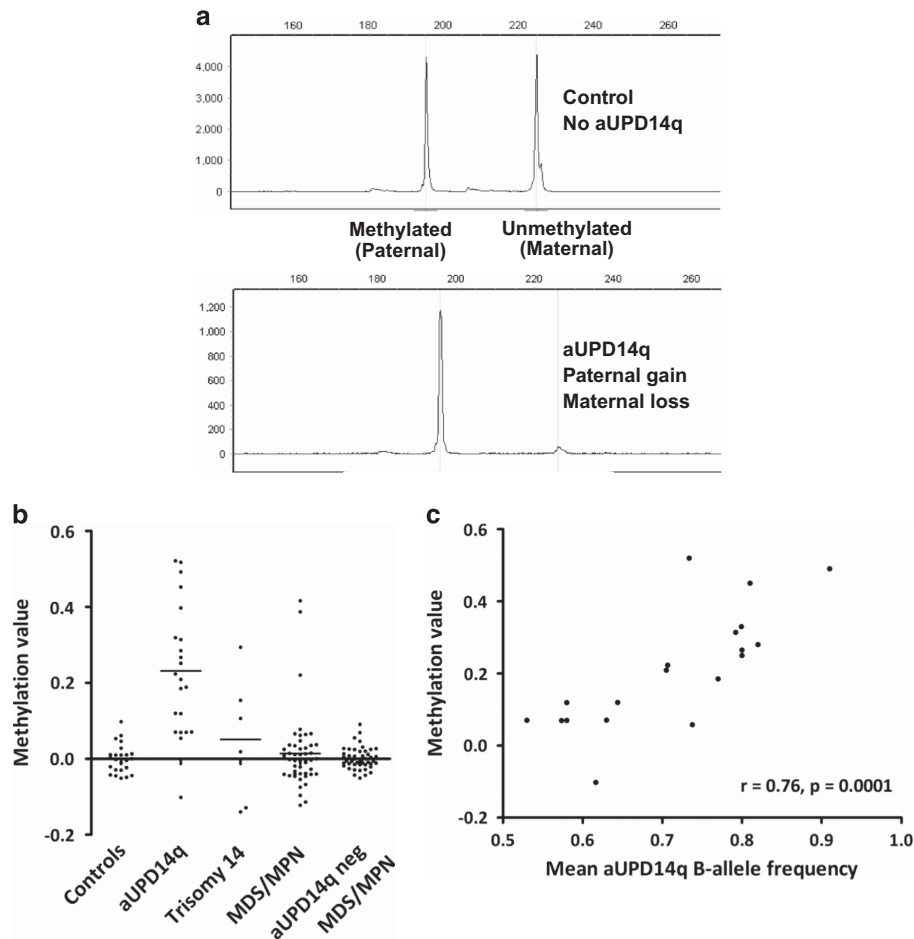 a
160 180 200 220 240 260
4,000
3,000
2,000
1,000
0
Control
No aUPD14q
Methylated
(Paternal)
Unmethylated
(Maternal)
160 180 200 220 240 260
1,200
1,000
800
600
400
200
0
aUPD14q
Paternal gain
Maternal loss
b
Methylation value
0.6
0.4
0.2
0.0
-0.2
Controls
aUPD14q
Trisomy 14
MDS/MPN
aUPD14q neg
MDS/MPN
c
Methylation value
0.6
0.4
0.2
0.0
-0.2
r = 0.76, p = 0.0001
0.5 0.6 0.7 0.8 0.9 1.0
Mean aUPD14q B-allele frequency